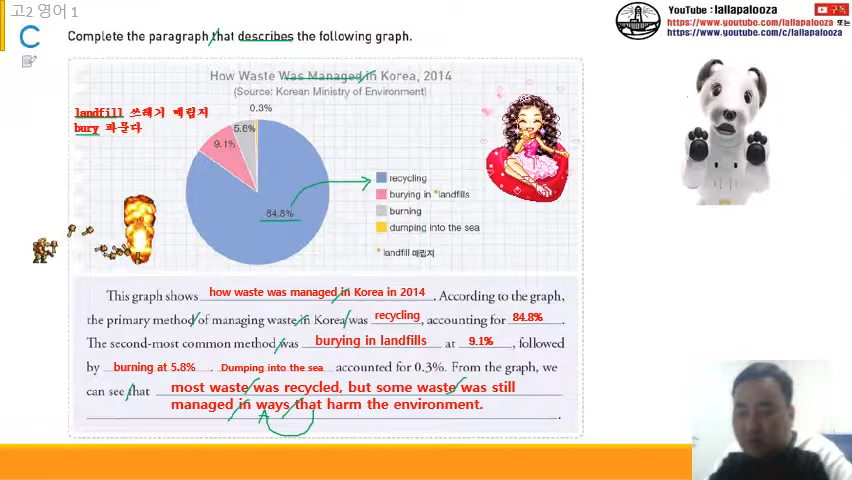 고2 영어 1
YouTube : lallapalooza
구독
https://www.youtube.com/lallapalooza 또는
https://www.youtube.com/c/lallapalooza
C Complete the paragraph that describes the following graph.
How Waste Was Managed in Korea, 2014
(Source: Korean Ministry of Environment)
landfill 쓰레기 매립지
bury 파묻다
0.3%
5.8%
9.1%
84.8%
recycling
burying in *landfills
burning
dumping into the sea
* landfill 매립지
This graph shows how waste was managed in Korea in 2014. According to the graph,
the primary method of managing waste in Korea was recycling, accounting for 84.8%.
The second-most common method was burying in landfills at 9.1%, followed
by burning at 5.8%. Dumping into the sea accounted for 0.3%. From the graph, we
can see that most waste was recycled, but some waste was still
managed in ways that harm the environment.